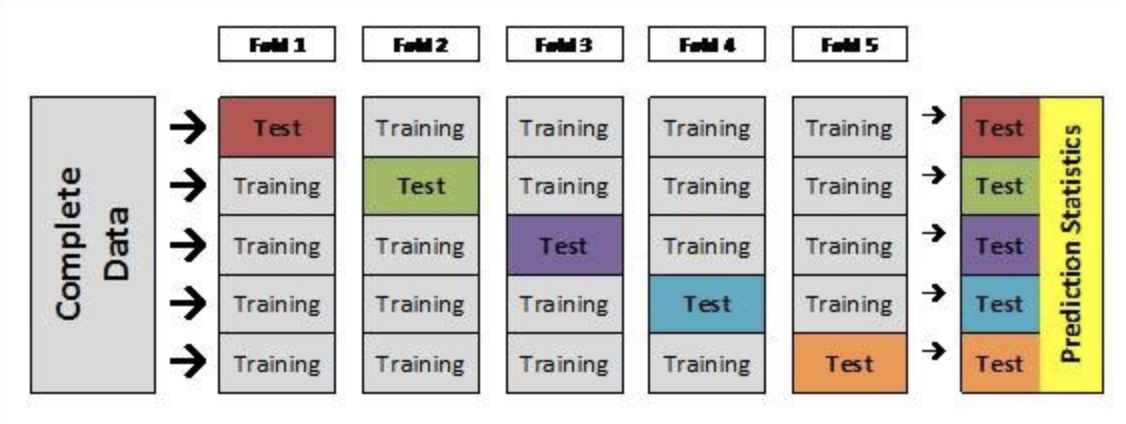 Fold 1 Fold 2 Fold 3 Fold 4 Fold 5
Complete
Data
Test Training Training Training Training Test
Training Test Training Training Training Test
Training Training Test Training Training Test
Training Training Training Test Training Test
Training Training Training Training Test Test
Prediction Statistics